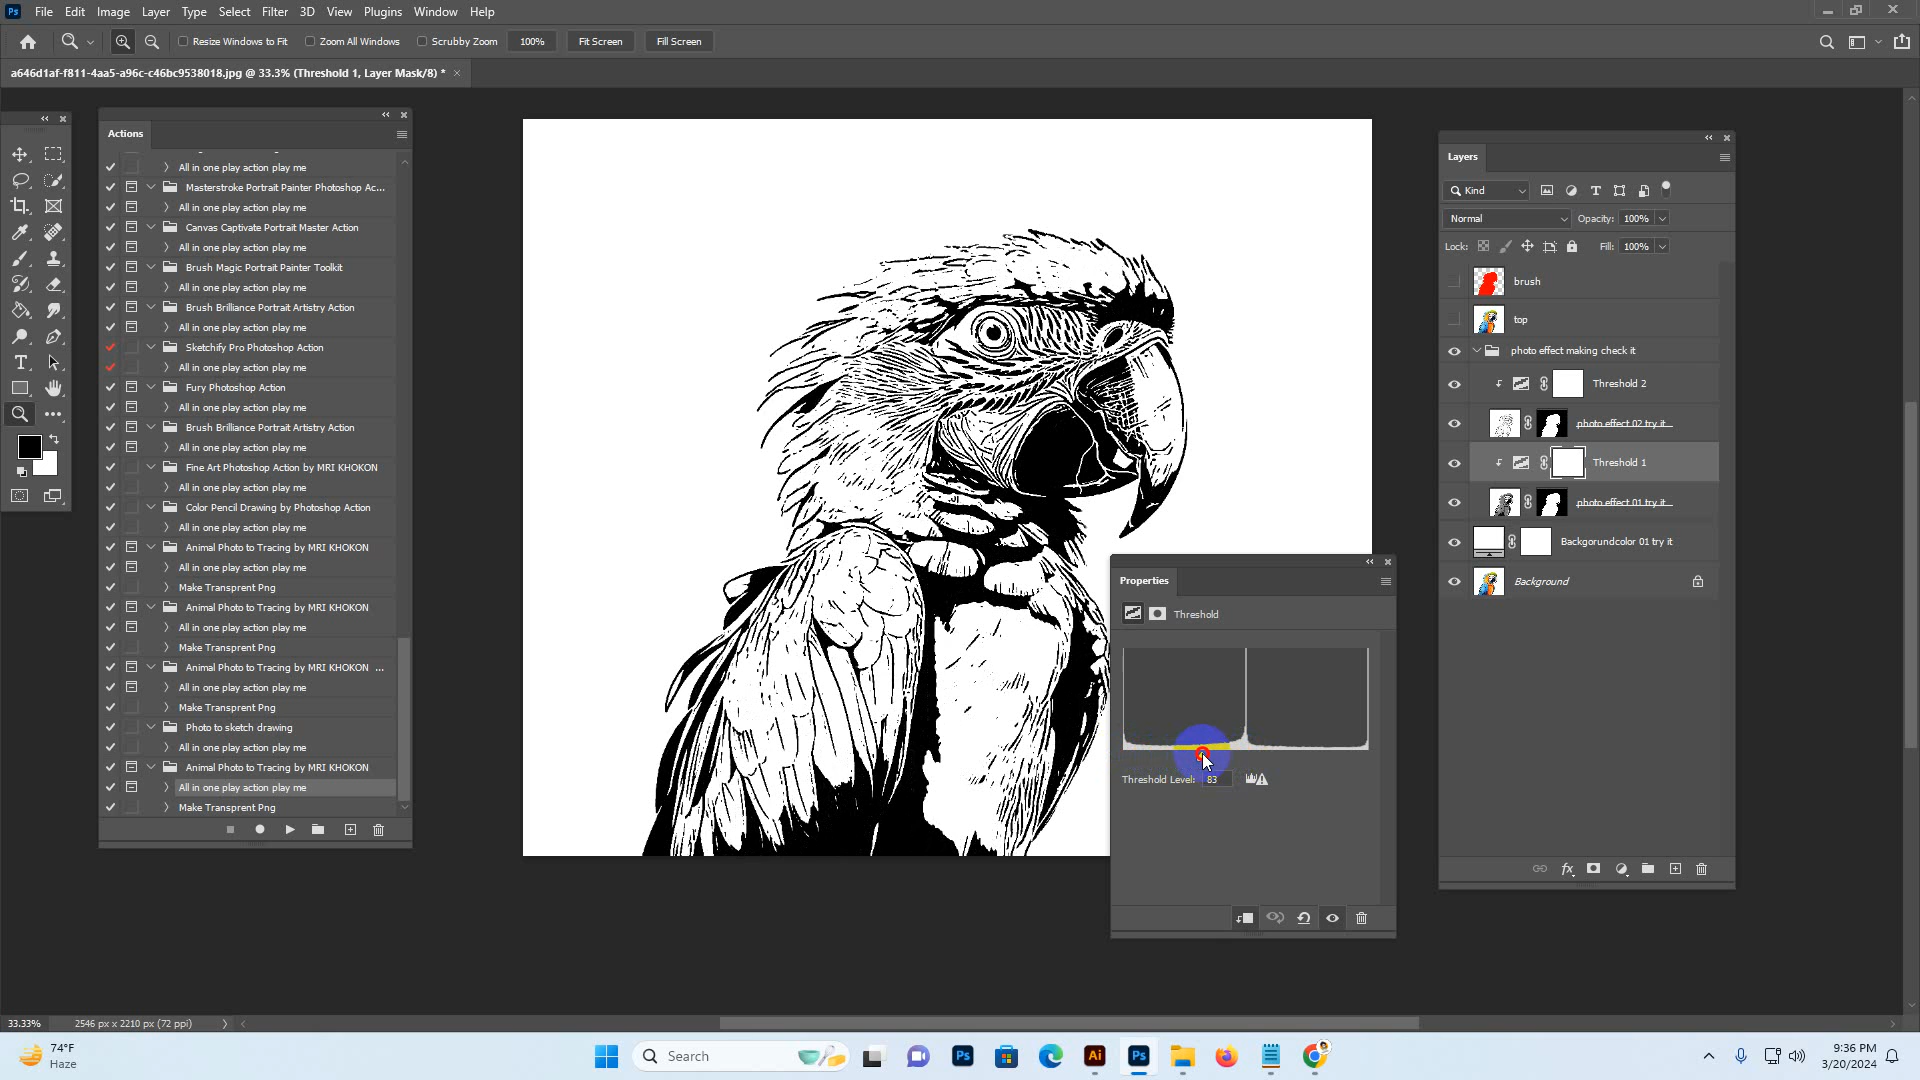 Ps File Edit Image Layer Type Select Filter 3D View Plugins Window Help
Resize Windows to Fit Zoom All Windows Scrubby Zoom 100% Fit Screen Fill Screen
a646d1af-f811-4aa5-a96c-c46bc9538018.jpg @ 33.3% (Threshold 1, Layer Mask/8) * ×
Actions
All in one play action play me
Masterstroke Portrait Painter Photoshop Ac...
All in one play action play me
Canvas Captivate Portrait Master Action
All in one play action play me
Brush Magic Portrait Painter Toolkit
All in one play action play me
Brush Brilliance Portrait Artistry Action
All in one play action play me
Sketchify Pro Photoshop Action
All in one play action play me
Fury Photoshop Action
All in one play action play me
Brush Brilliance Portrait Artistry Action
All in one play action play me
Fine Art Photoshop Action by MRI KHOKON
All in one play action play me
Color Pencil Drawing by Photoshop Action
All in one play action play me
Animal Photo to Tracing by MRI KHOKON
All in one play action play me
Make Transprent Png
Animal Photo to Tracing by MRI KHOKON
All in one play action play me
Make Transprent Png
Animal Photo to Tracing by MRI KHOKON ...
All in one play action play me
Make Transprent Png
Photo to sketch drawing
All in one play action play me
Animal Photo to Tracing by MRI KHOKON
All in one play action play me
Make Transprent Png
Properties
Threshold
Threshold Level: 83
Layers
Kind
Normal Opacity: 100%
Lock: Fill: 100%
brush
top
photo effect making check it
Threshold 2
photo effect 02 try it
Threshold 1
photo effect 01 try it
Backgorundcolor 01 try it
Background
33.33% 2546 px x 2210 px (72 ppi)
74°F
Haze
Search
Ps
Ai
Ps
9:36 PM
3/20/2024